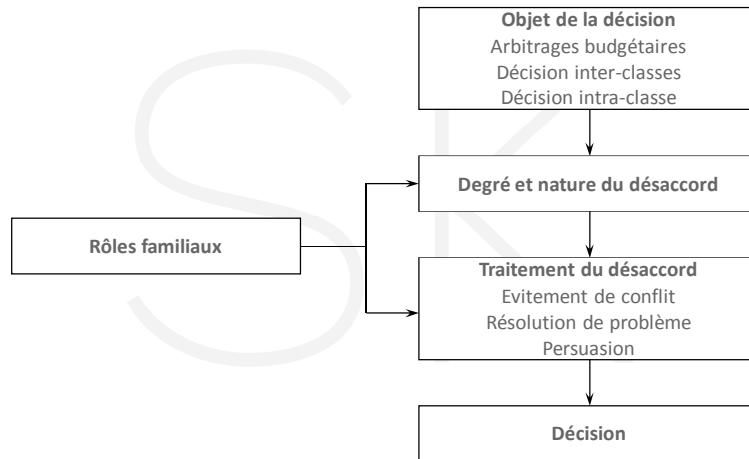 Objet de la décision
Arbitrages budgétaires
Décision inter-classes
Décision intra-classe
Degré et nature du désaccord
Rôles familiaux
Traitement du désaccord
Evitement de conflit
Résolution de problème
Persuasion
Décision